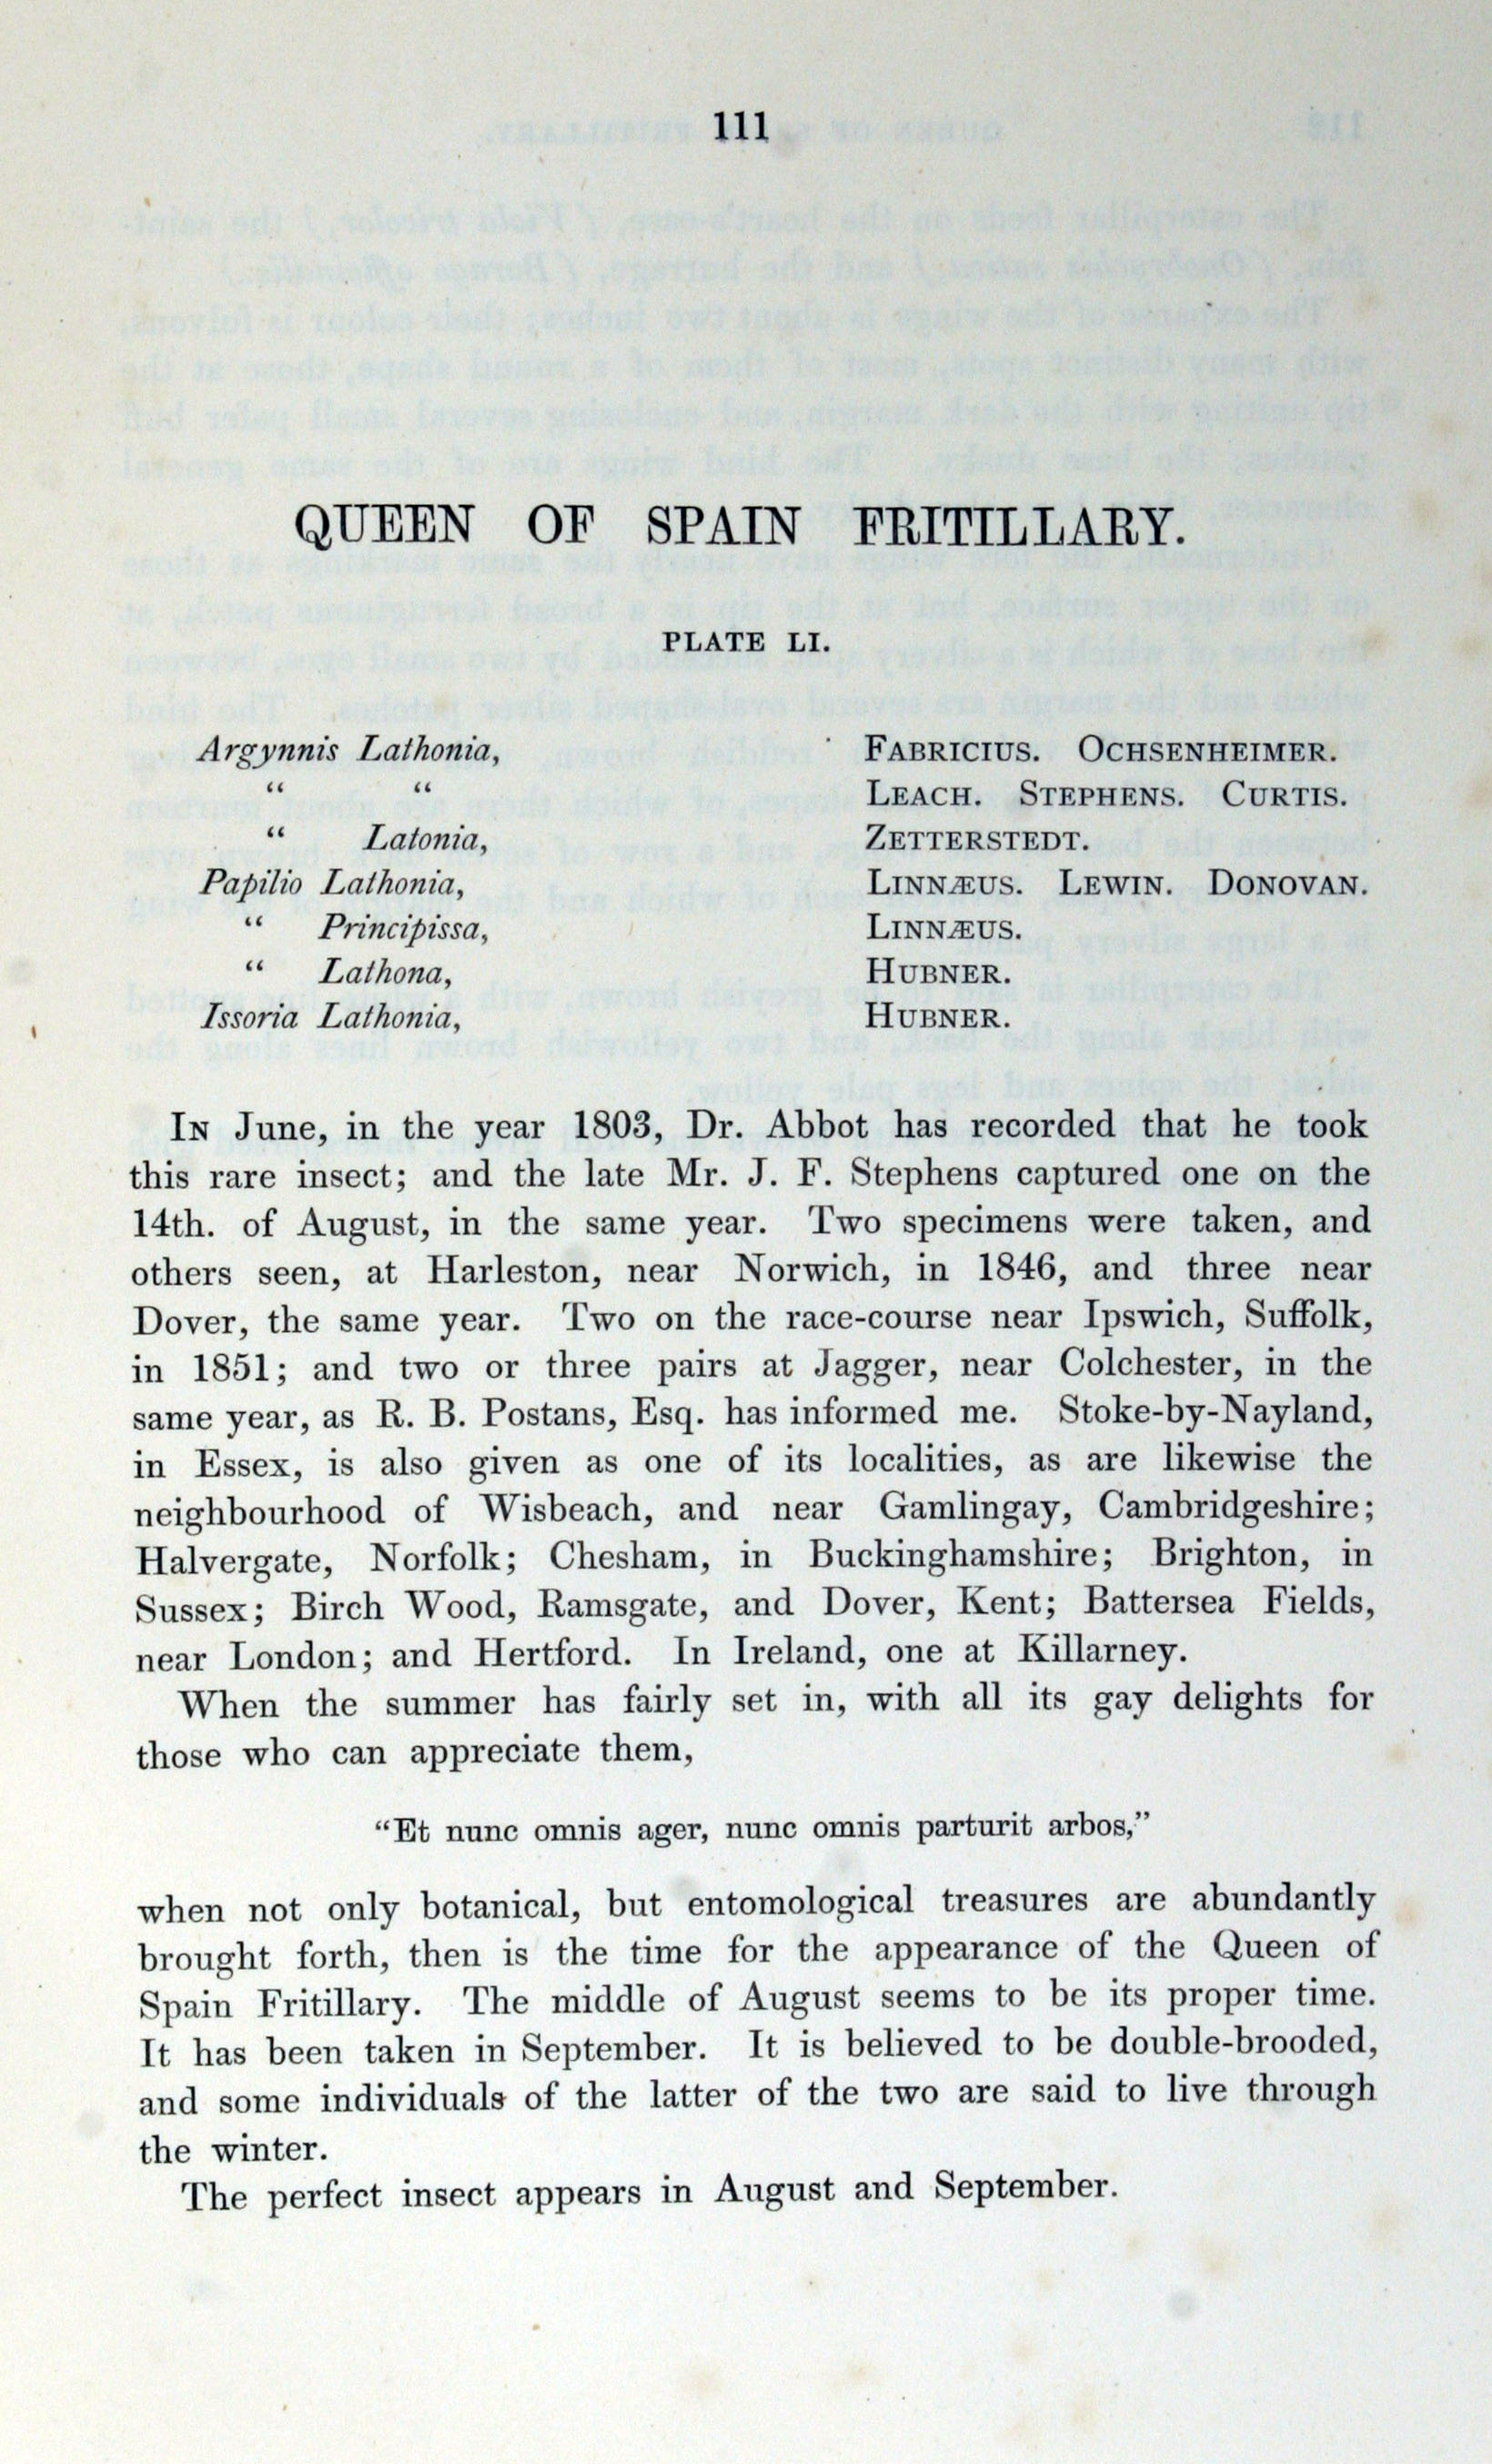 111
QUEEN OF SPAIN FRITILLARY.
PLATE LI.
Argynnis Lathonia, FABRICIUS. OCHSENHEIMER.
“ “ LEACH. STEPHENS. CURTIS.
“ Latonia, ZETTERSTEDT.
Papilio Lathonia, LINNÆUS. LEWIN. DONOVAN.
“ Principissa, LINNÆUS.
“ Lathona, HUBNER.
Issoria Lathonia, HUBNER.
IN June, in the year 1803, Dr. Abbot has recorded that he took
this rare insect; and the late Mr. J. F. Stephens captured one on the
14th. of August, in the same year. Two specimens were taken, and
others seen, at Harleston, near Norwich, in 1846, and three near
Dover, the same year. Two on the race-course near Ipswich, Suffolk,
in 1851; and two or three pairs at Jagger, near Colchester, in the
same year, as R. B. Postans, Esq. has informed me. Stoke-by-Nayland,
in Essex, is also given as one of its localities, as are likewise the
neighbourhood of Wisbeach, and near Gamlingay, Cambridgeshire;
Halvergate, Norfolk; Chesham, in Buckinghamshire; Brighton, in
Sussex; Birch Wood, Ramsgate, and Dover, Kent; Battersea Fields,
near London; and Hertford. In Ireland, one at Killarney.
When the summer has fairly set in, with all its gay delights for
those who can appreciate them,
“Et nunc omnis ager, nunc omnis parturit arbos,”
when not only botanical, but entomological treasures are abundantly
brought forth, then is the time for the appearance of the Queen of
Spain Fritillary. The middle of August seems to be its proper time.
It has been taken in September. It is believed to be double-brooded,
and some individuals of the latter of the two are said to live through
the winter.
The perfect insect appears in August and September.